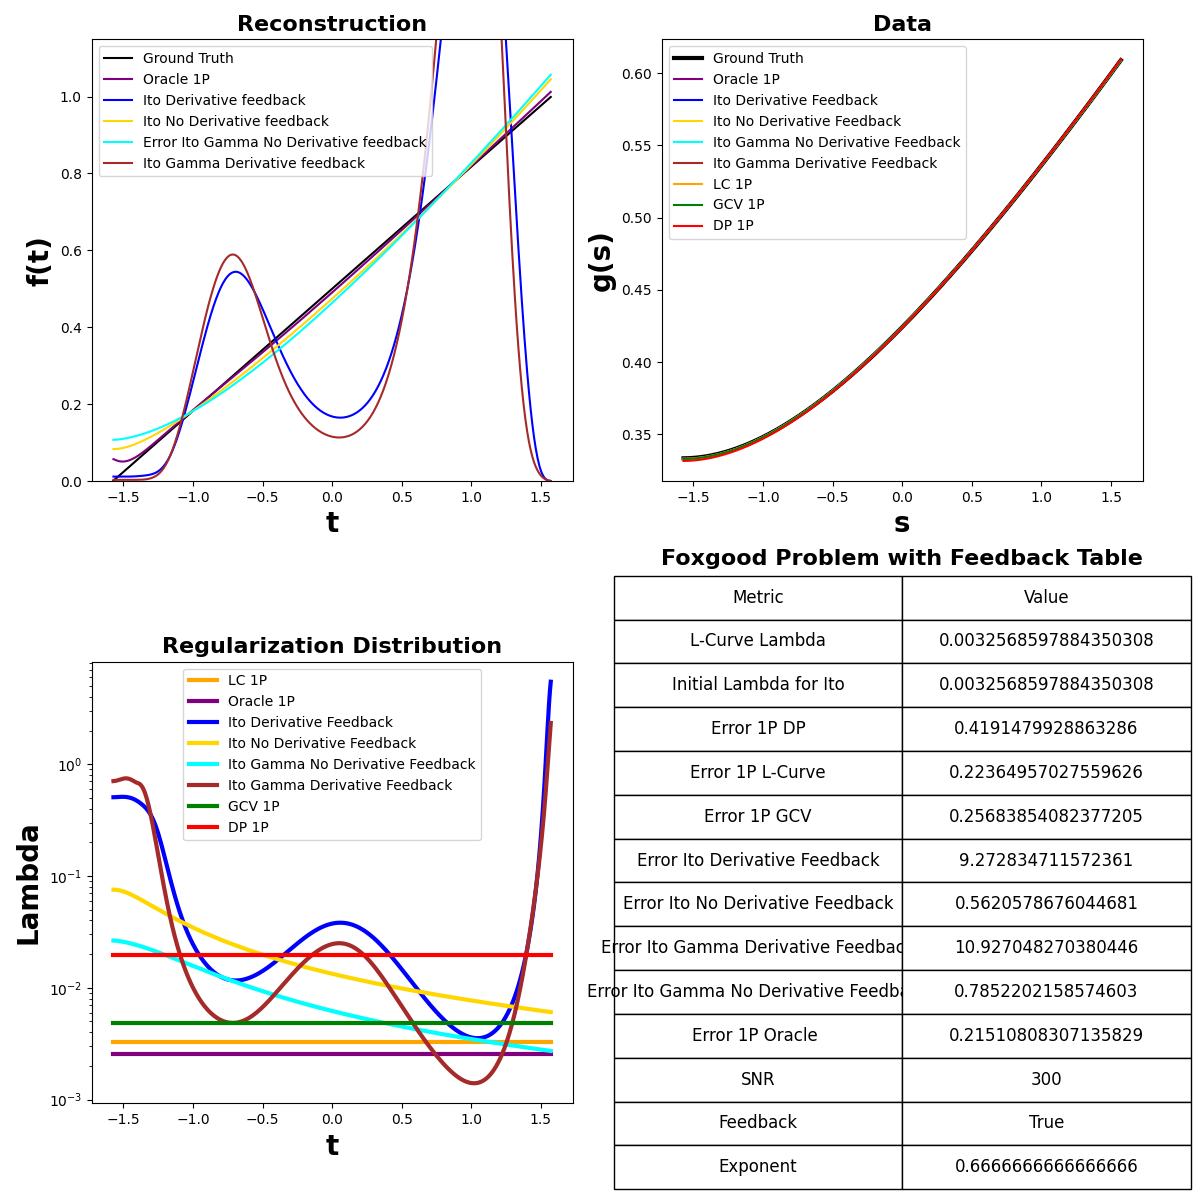 Reconstruction
Ground Truth
Oracle 1P
Ito Derivative feedback
Ito No Derivative feedback
Error Ito Gamma No Derivative feedback
Ito Gamma Derivative feedback
1.0
0.8
0.6
0.4
0.2
0.0
f(t)
−1.5 −1.0 −0.5 0.0 0.5 1.0 1.5
t
Data
Ground Truth
Oracle 1P
Ito Derivative Feedback
Ito No Derivative Feedback
Ito Gamma No Derivative Feedback
Ito Gamma Derivative Feedback
LC 1P
GCV 1P
DP 1P
0.60
0.55
0.50
0.45
0.40
0.35
g(s)
−1.5 −1.0 −0.5 0.0 0.5 1.0 1.5
s
Regularization Distribution
LC 1P
Oracle 1P
Ito Derivative Feedback
Ito No Derivative Feedback
Ito Gamma No Derivative Feedback
Ito Gamma Derivative Feedback
GCV 1P
DP 1P
10⁰
10⁻¹
10⁻²
10⁻³
Lambda
−1.5 −1.0 −0.5 0.0 0.5 1.0 1.5
t
Foxgood Problem with Feedback Table
Metric Value
L-Curve Lambda 0.0032568597884350308
Initial Lambda for Ito 0.0032568597884350308
Error 1P DP 0.4191479928863286
Error 1P L-Curve 0.22364957027559626
Error 1P GCV 0.25683854082377205
Error Ito Derivative Feedback 9.272834711572361
Error Ito No Derivative Feedback 0.5620578676044681
Error Ito Gamma Derivative Feedbac 10.927048270380446
Error Ito Gamma No Derivative Feedba 0.7852202158574603
Error 1P Oracle 0.21510808307135829
SNR 300
Feedback True
Exponent 0.6666666666666666